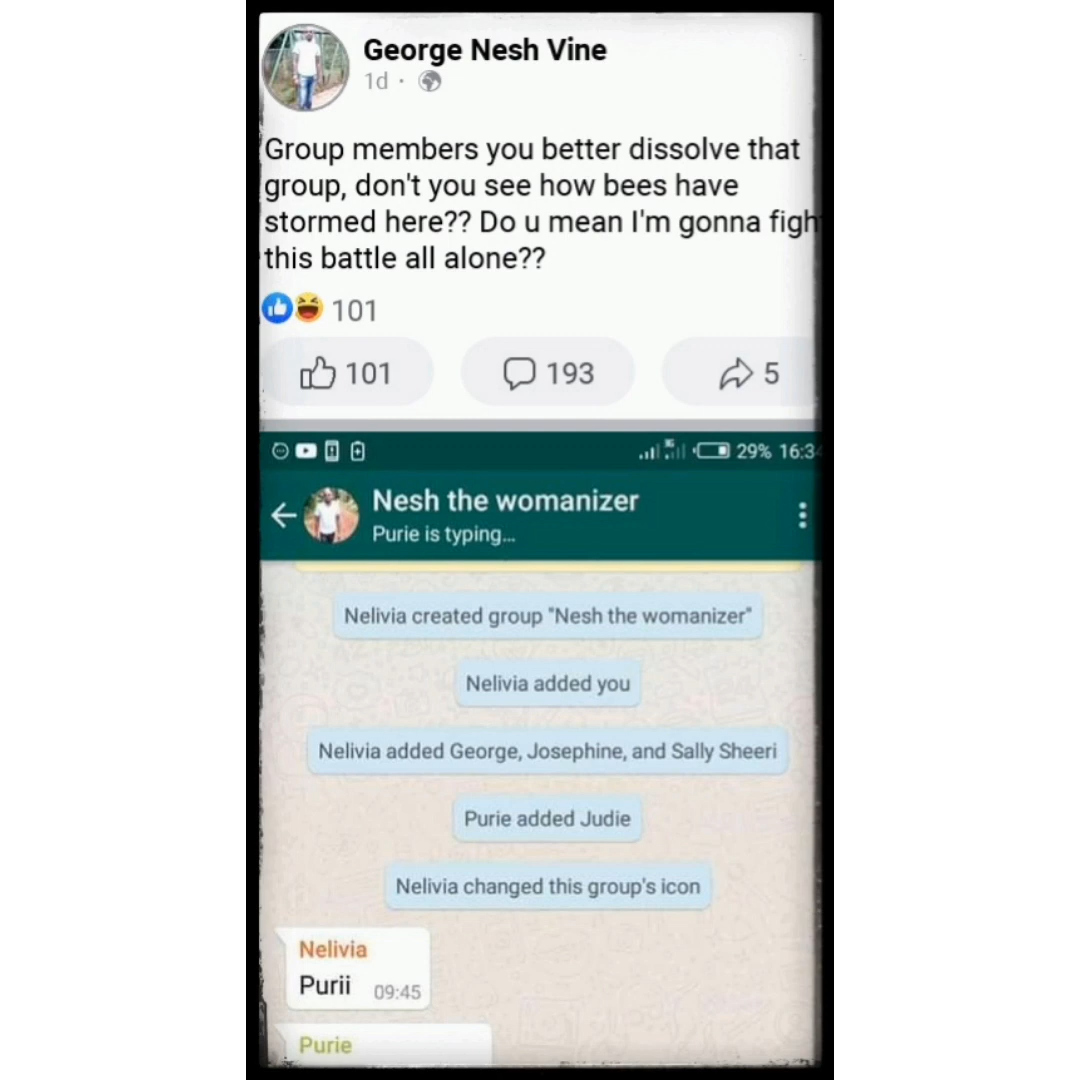 George Nesh Vine
1d ·
Group members you better dissolve that
group, don't you see how bees have
stormed here?? Do u mean I'm gonna figh
this battle all alone??
101
101 193 5
29% 16:34
Nesh the womanizer
Purie is typing...
Nelivia created group "Nesh the womanizer"
Nelivia added you
Nelivia added George, Josephine, and Sally Sheeri
Purie added Judie
Nelivia changed this group's icon
Nelivia
Purii 09:45
Purie